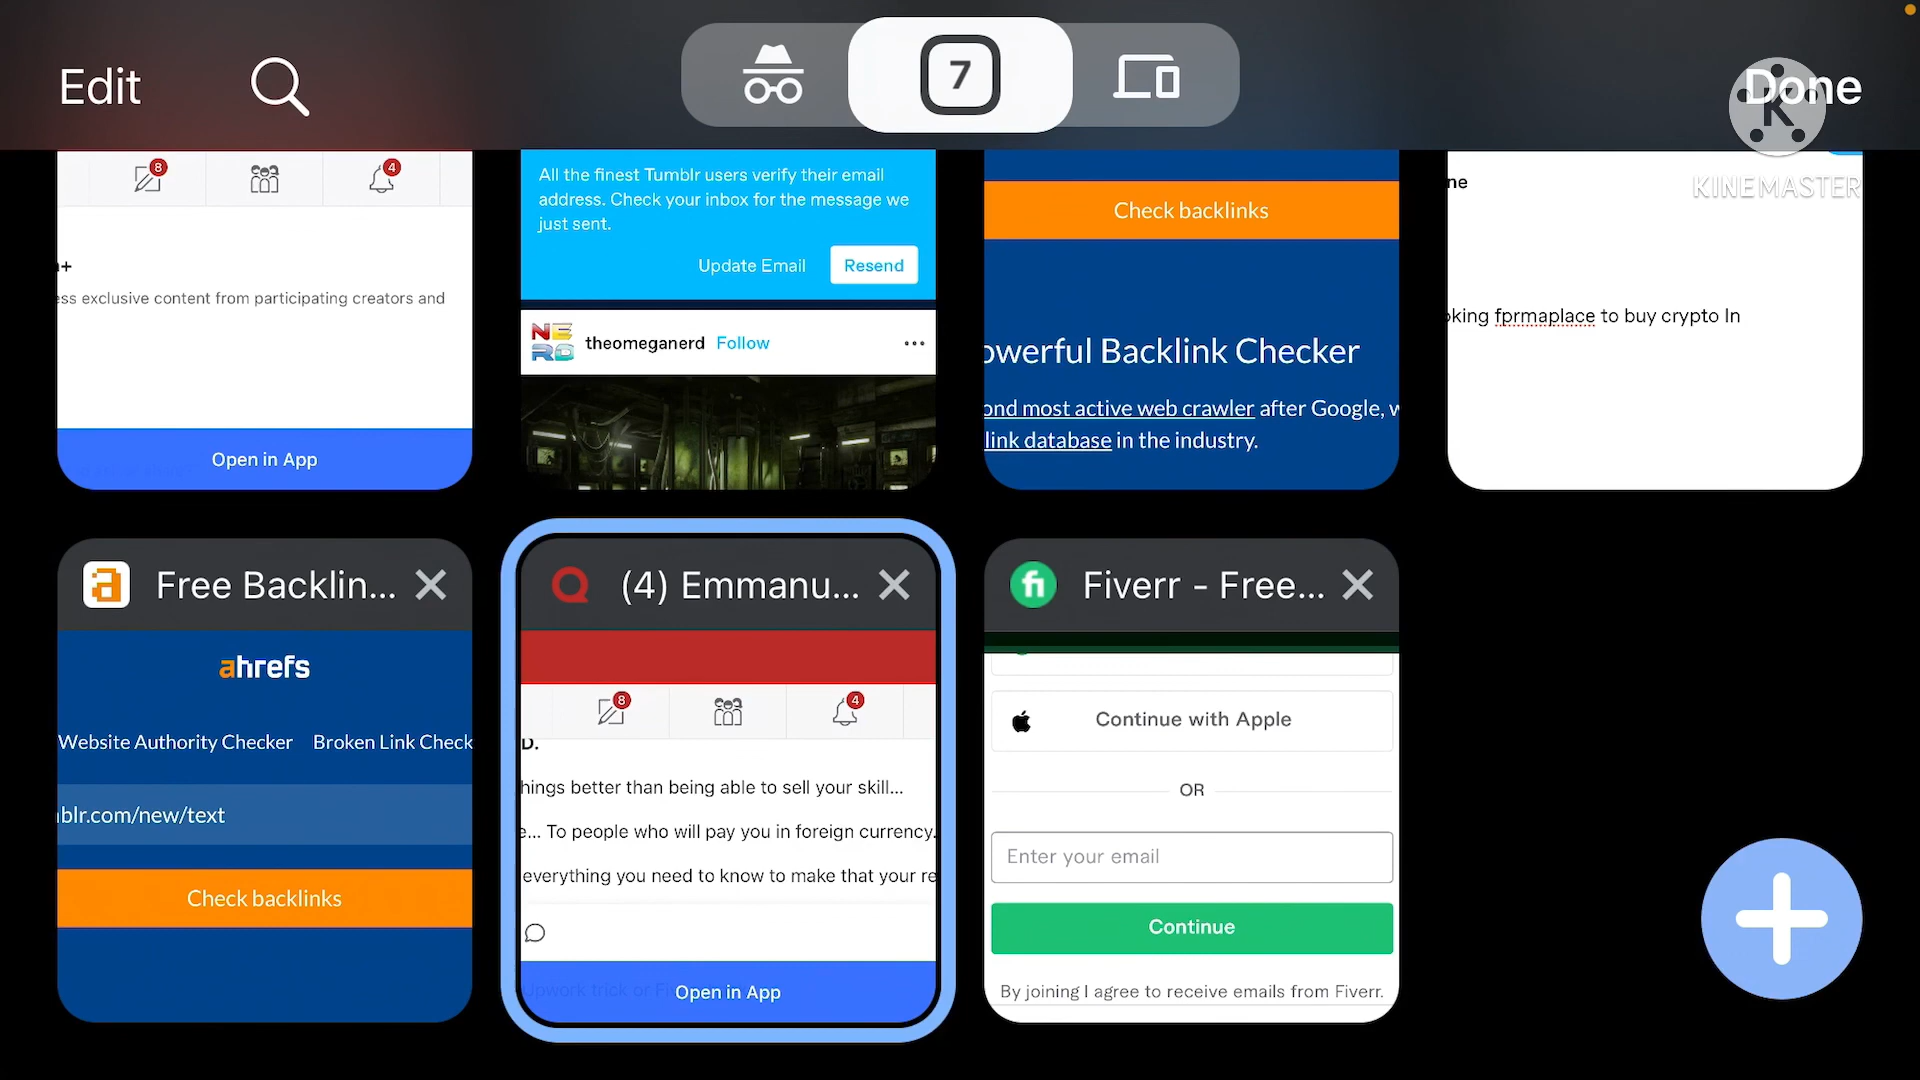 Edit
7
Done
K
KINEMASTER
8
4
ess exclusive content from participating creators and
Open in App
All the finest Tumblr users verify their email
address. Check your inbox for the message we
just sent.
Update Email
Resend
NERD
theomeganerd Follow
Check backlinks
owerful Backlink Checker
ond most active web crawler after Google, w
link database in the industry.
ne
oking fprmaplace to buy crypto In
a Free Backlin...
ahrefs
Website Authority Checker Broken Link Check
blr.com/new/text
Check backlinks
(4) Emmanu...
8
4
D.
hings better than being able to sell your skill...
e... To people who will pay you in foreign currency.
everything you need to know to make that your re
Open in App
fi Fiverr - Free...
Continue with Apple
OR
Enter your email
Continue
By joining I agree to receive emails from Fiverr.